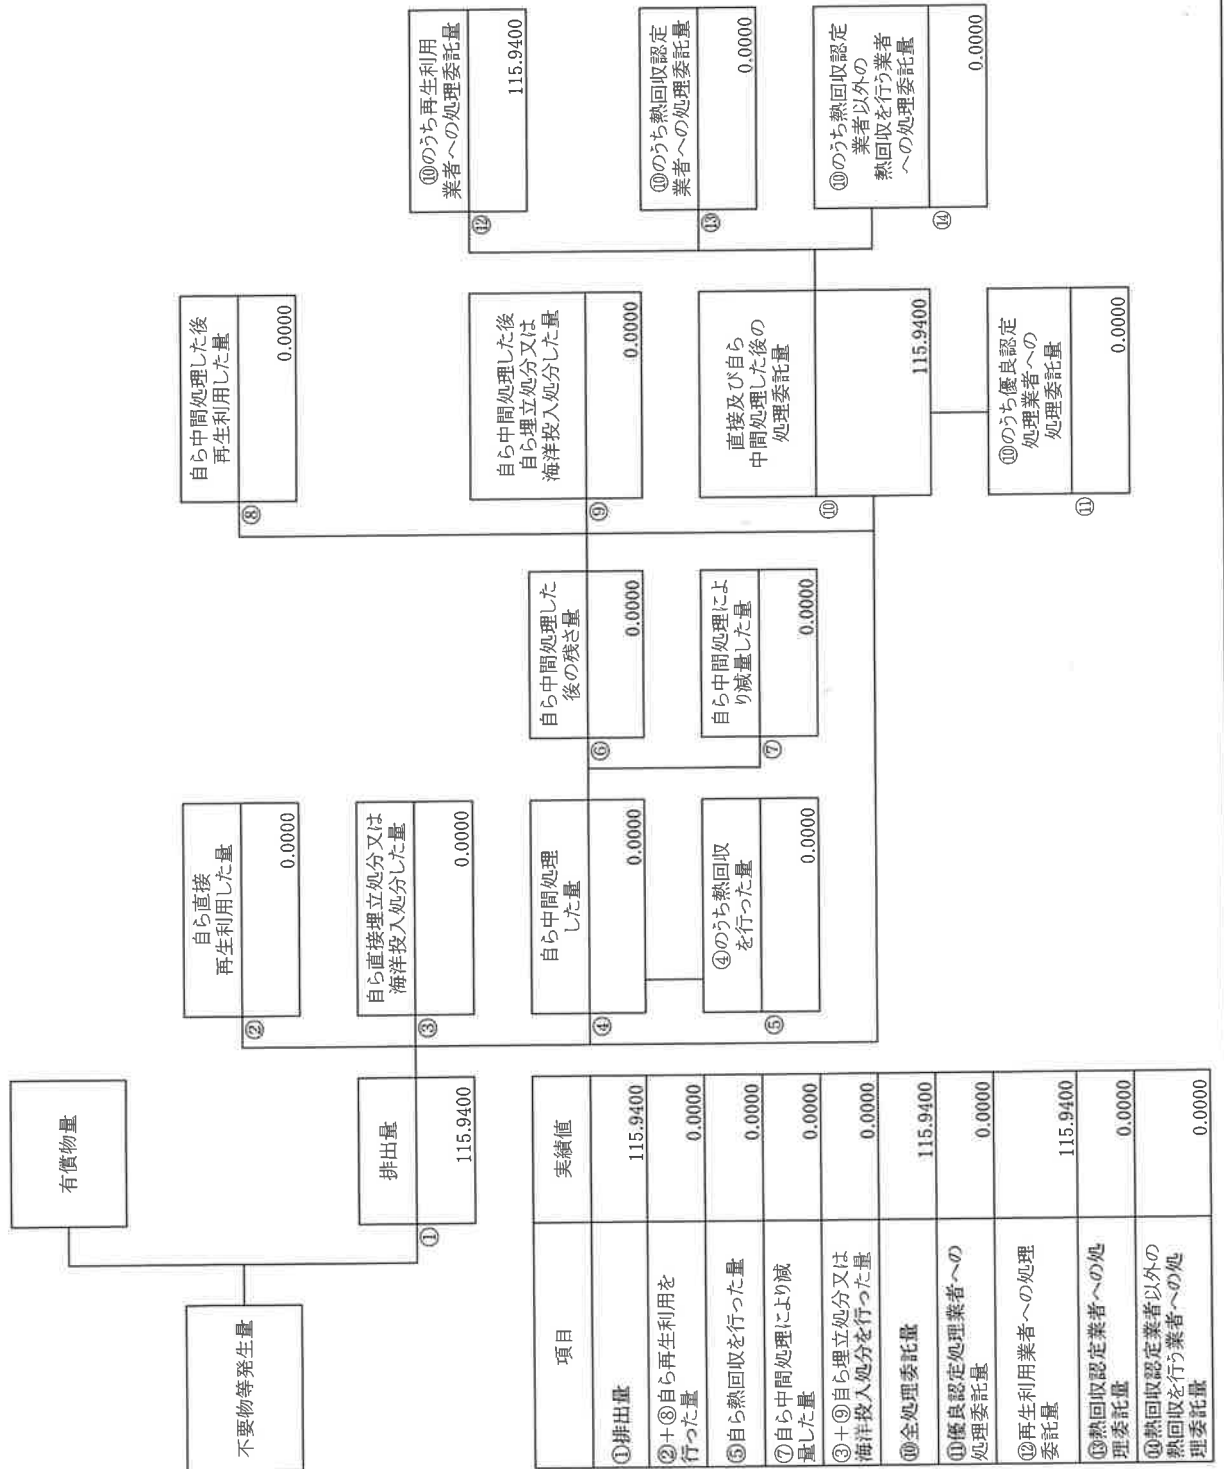 不要物等発生量
有償物量
①
排出量
115.9400
②
自ら直接
再生利用した量
0.0000
③
自ら直接埋立処分又は
海洋投入処分した量
0.0000
④
自ら中間処理
した量
0.0000
⑤
④のうち熱回収
を行った量
0.0000
⑥
自ら中間処理した
後の残さ量
0.0000
⑦
自ら中間処理によ
り減量した量
0.0000
⑧
自ら中間処理した後
再生利用した量
0.0000
⑨
自ら中間処理した後
自ら埋立処分又は
海洋投入処分した量
0.0000
⑩
直接及び自ら
中間処理した後の
処理委託量
115.9400
⑪
⑩のうち優良認定
処理業者への
処理委託量
0.0000
⑫
⑩のうち再生利用
業者への処理委託量
115.9400
⑬
⑩のうち熱回収認定
業者への処理委託量
0.0000
⑭
⑩のうち熱回収認定
業者以外の
熱回収を行う業者
への処理委託量
0.0000
項目 実績値
①排出量 115.9400
②+⑧自ら再生利用を
行った量 0.0000
⑤自ら熱回収を行った量 0.0000
⑦自ら中間処理により減
量した量 0.0000
③+⑨自ら埋立処分又は
海洋投入処分を行った量 0.0000
⑩全処理委託量 115.9400
⑪優良認定処理業者への
処理委託量 0.0000
⑫再生利用業者への処理
委託量 115.9400
⑬熱回収認定業者への処
理委託量 0.0000
⑭熱回収認定業者以外の
熱回収を行う業者への処
理委託量 0.0000